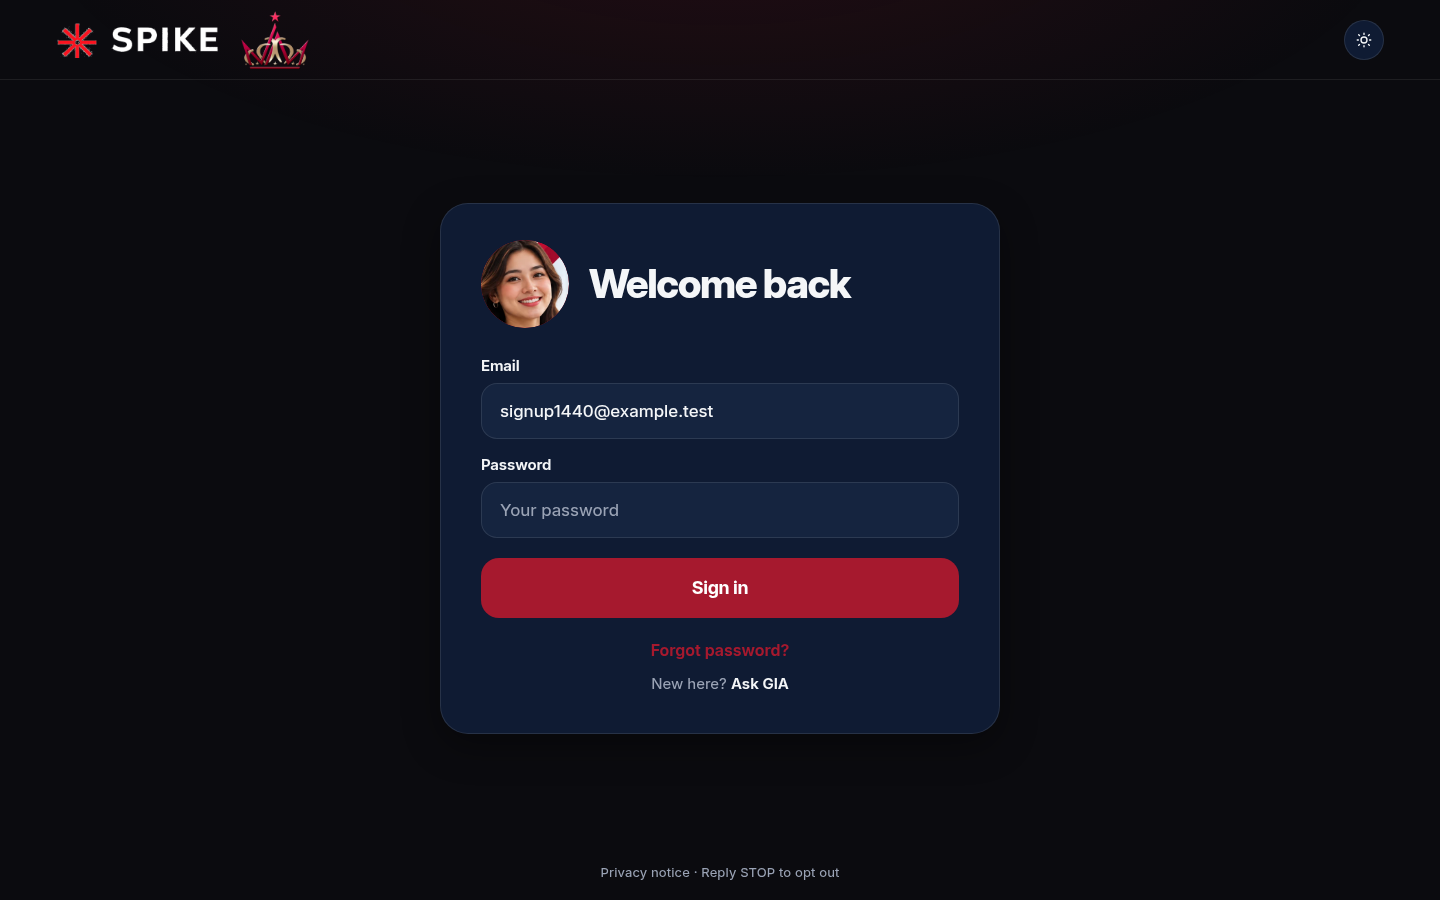 SPIKE
Welcome back
Email
signup1440@example.test
Password
Your password
Sign in
Forgot password?
New here? Ask GIA
Privacy notice · Reply STOP to opt out